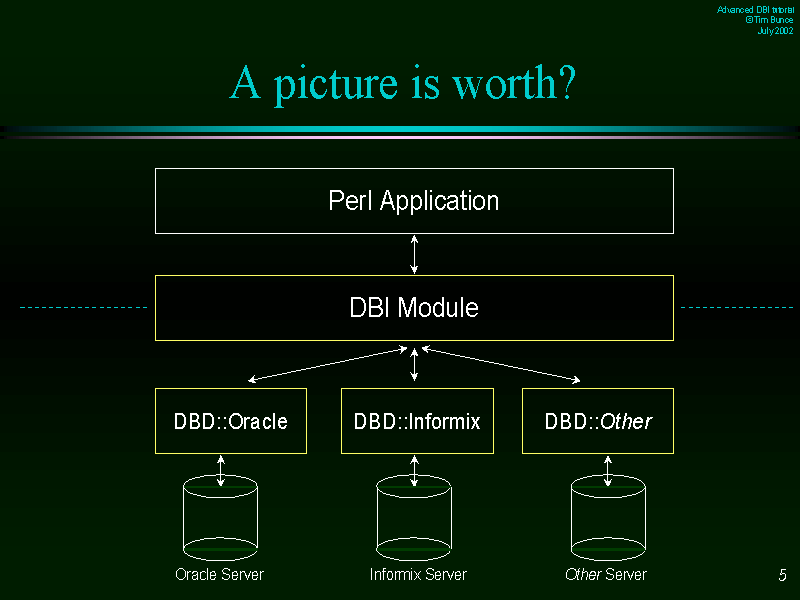 Advanced DBI tutorial
©Tim Bunce
July 2002
A picture is worth?
Perl Application
DBI Module
DBD::Oracle
DBD::Informix
DBD::Other
Oracle Server
Informix Server
Other Server
5